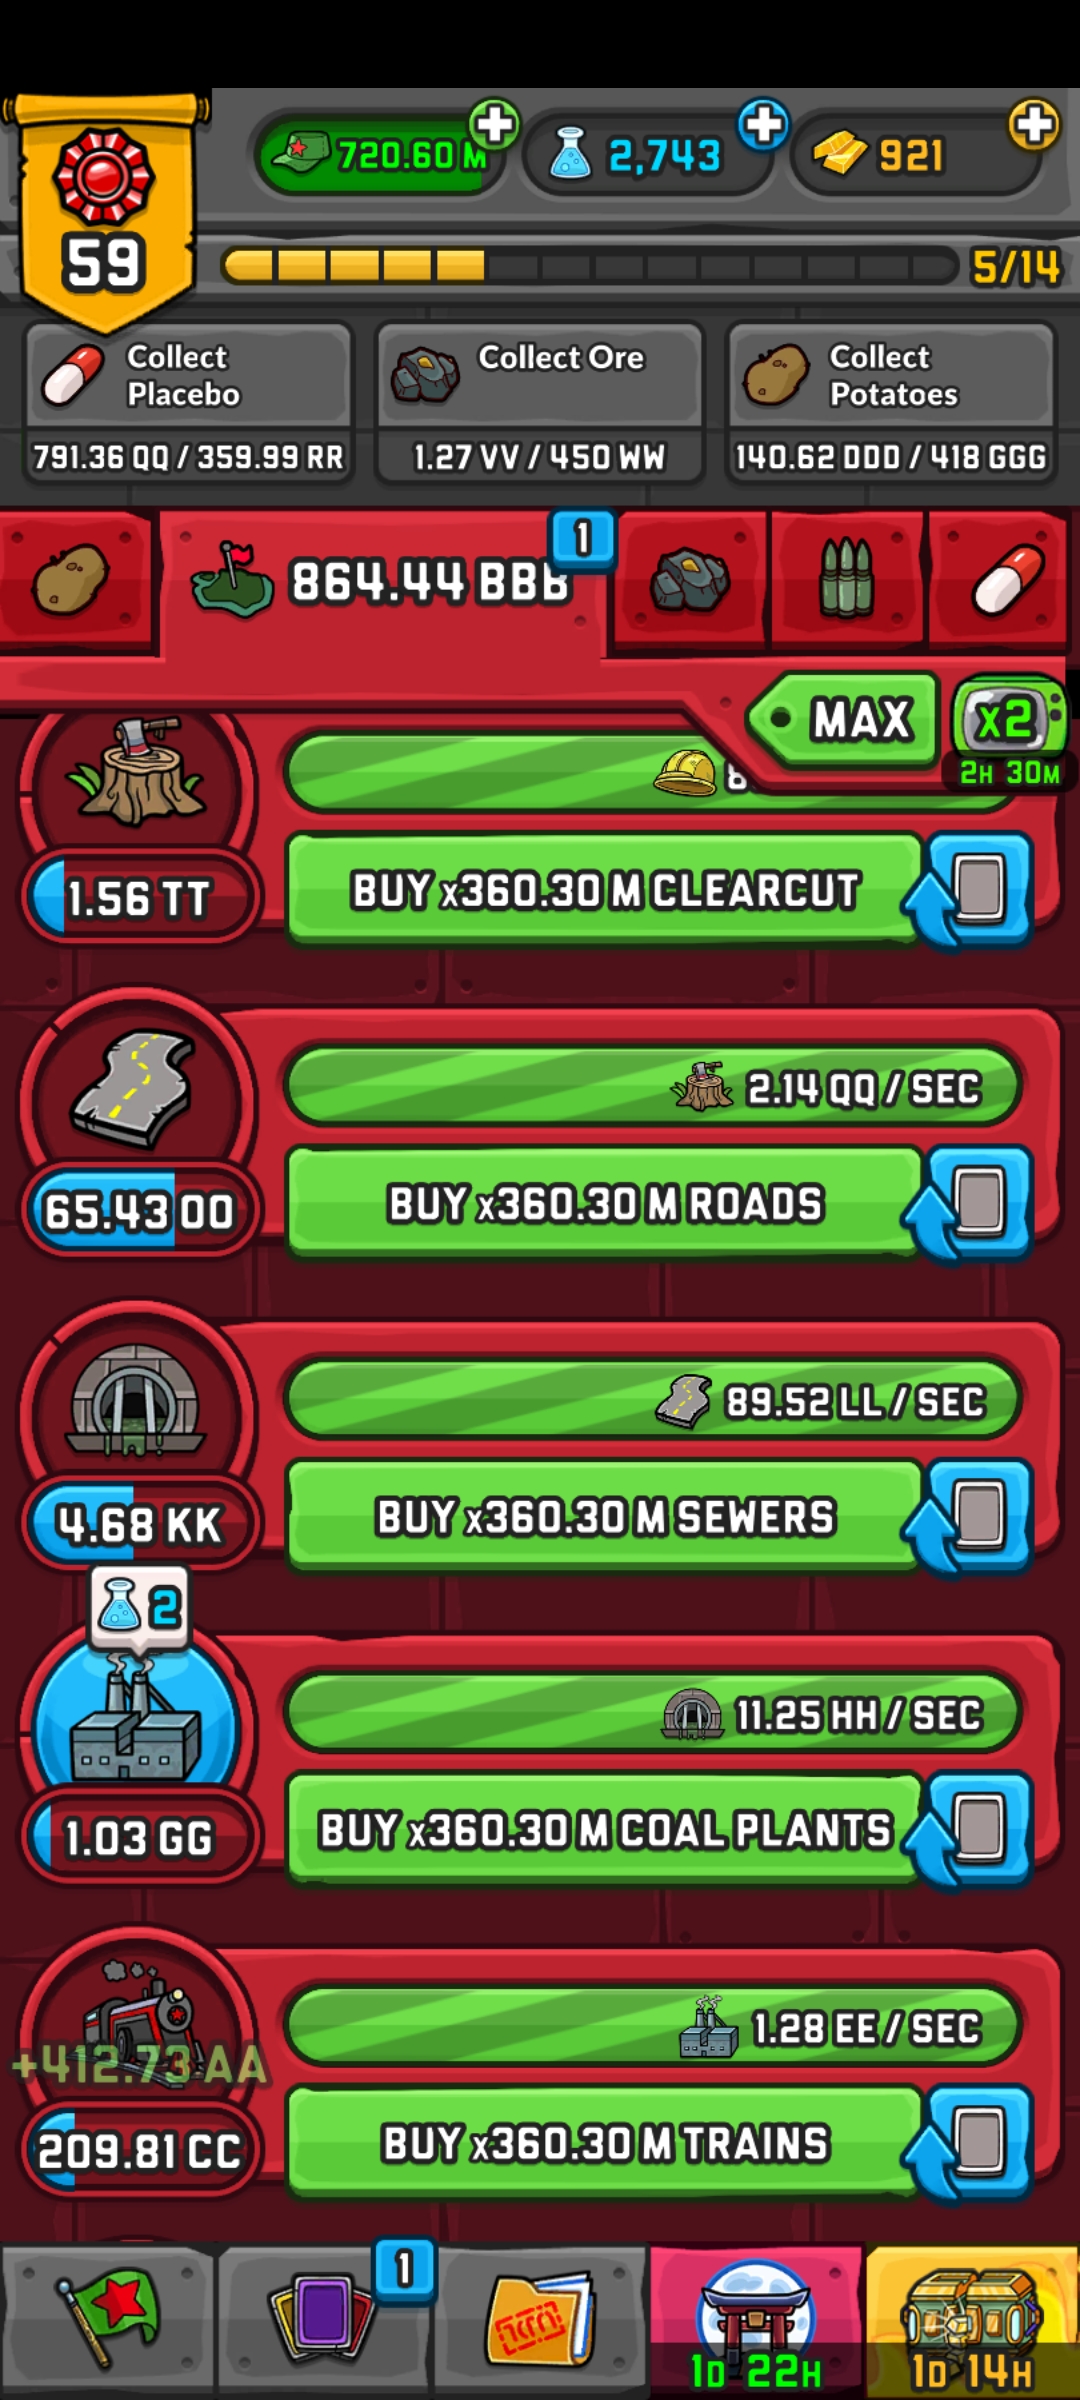 59
720.60 M
2,743
921
5/14
Collect
Placebo
791.36 QQ / 359.99 RR
Collect Ore
1.27 VV / 450 WW
Collect
Potatoes
140.62 DDD / 418 GGG
864.44 BBB
1
MAX
x2
2H 30M
1.56 TT
BUY x360.30 M CLEARCUT
2.14 QQ / SEC
65.43 OO
BUY x360.30 M ROADS
89.52 LL / SEC
4.68 KK
BUY x360.30 M SEWERS
2
11.25 HH / SEC
1.03 GG
BUY x360.30 M COAL PLANTS
1.28 EE / SEC
+412.73 AA
209.81 CC
BUY x360.30 M TRAINS
1
1D 22H
1D 14H